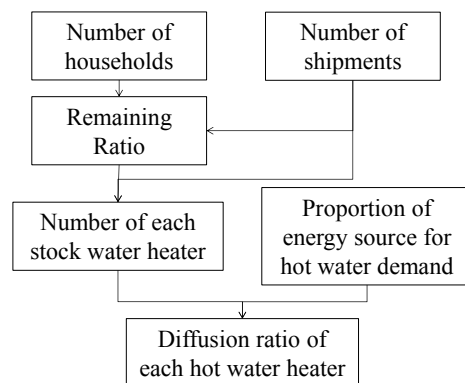 Number of
households
Number of
shipments
Remaining
Ratio
Number of each
stock water heater
Proportion of
energy source for
hot water demand
Diffusion ratio of
each hot water heater